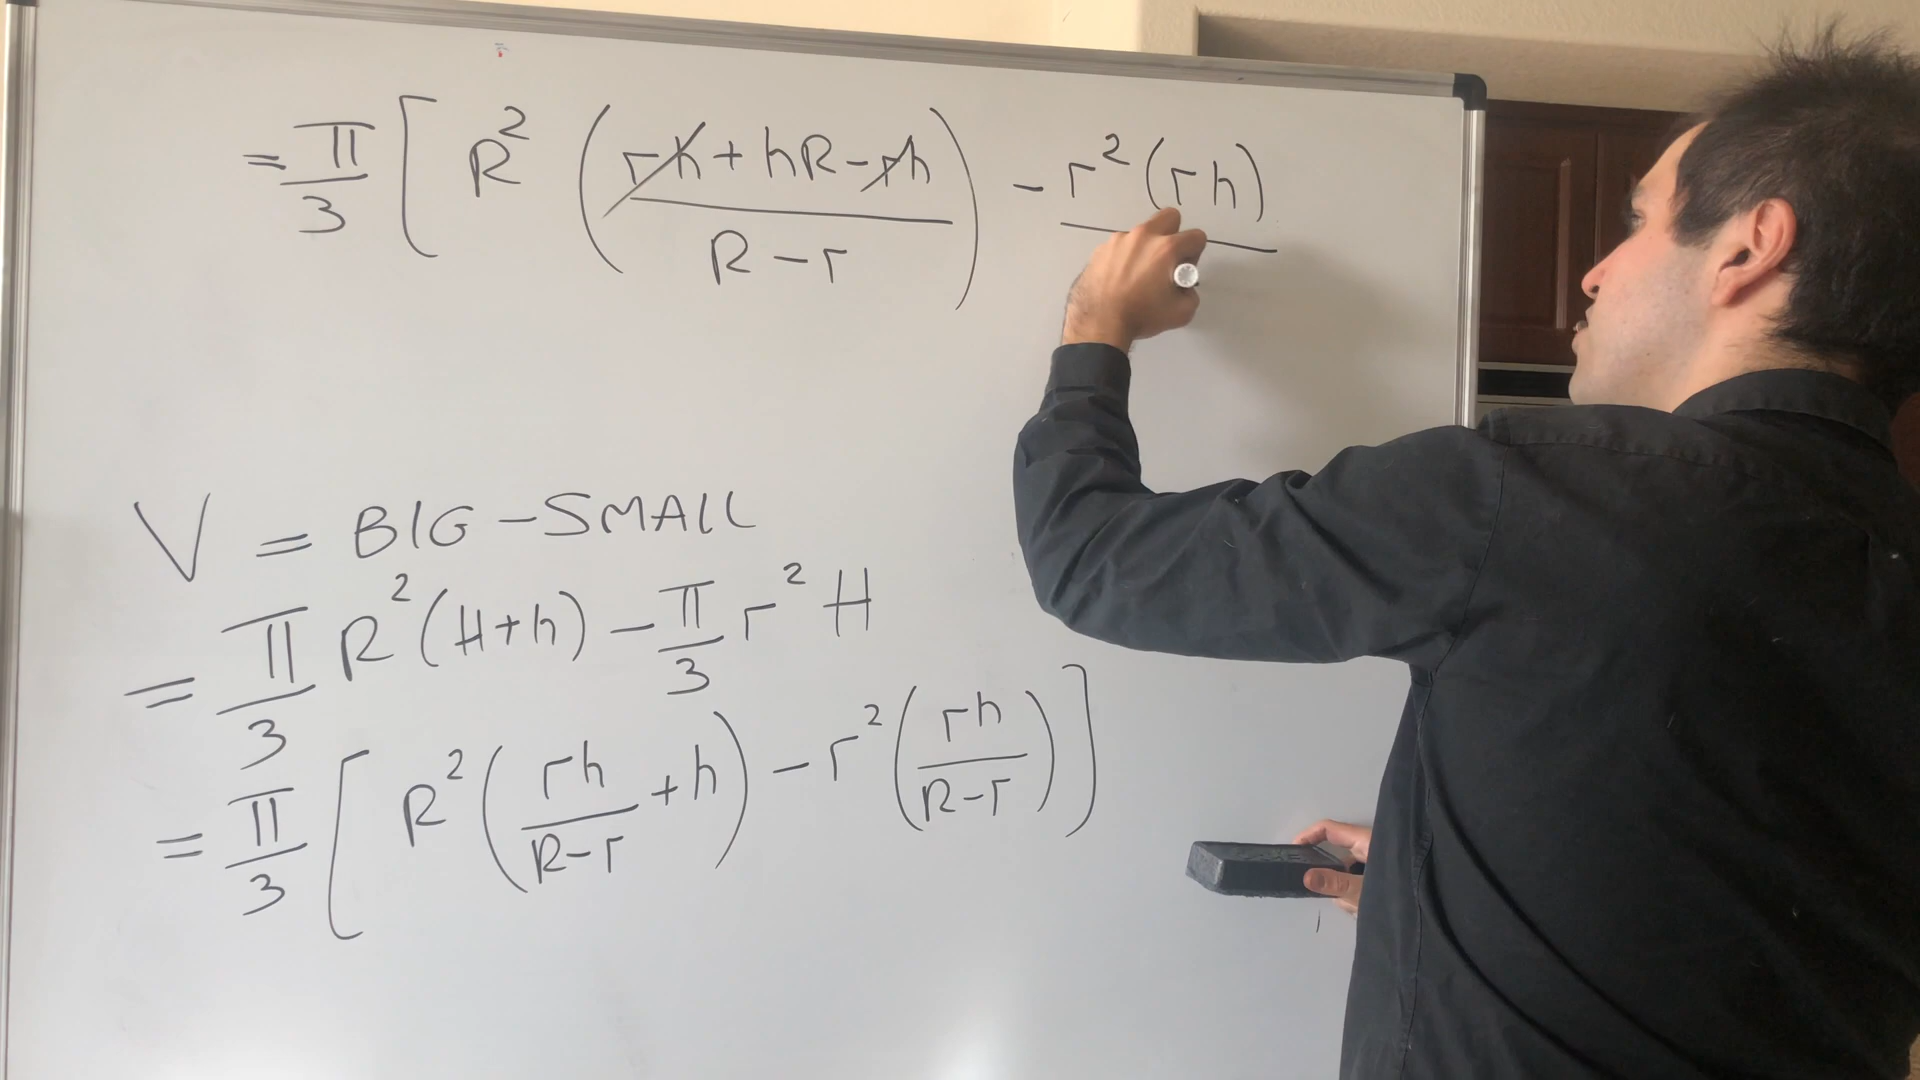 = π/3 [ R² ( (rh + hR - rh)/(R - r) ) - r²(rh)/
V = BIG - SMALL
= π/3 R² (H + h) - π/3 r² H
= π/3 [ R² ( rh/(R-r) + h ) - r² ( rh/(R-r) ) ]